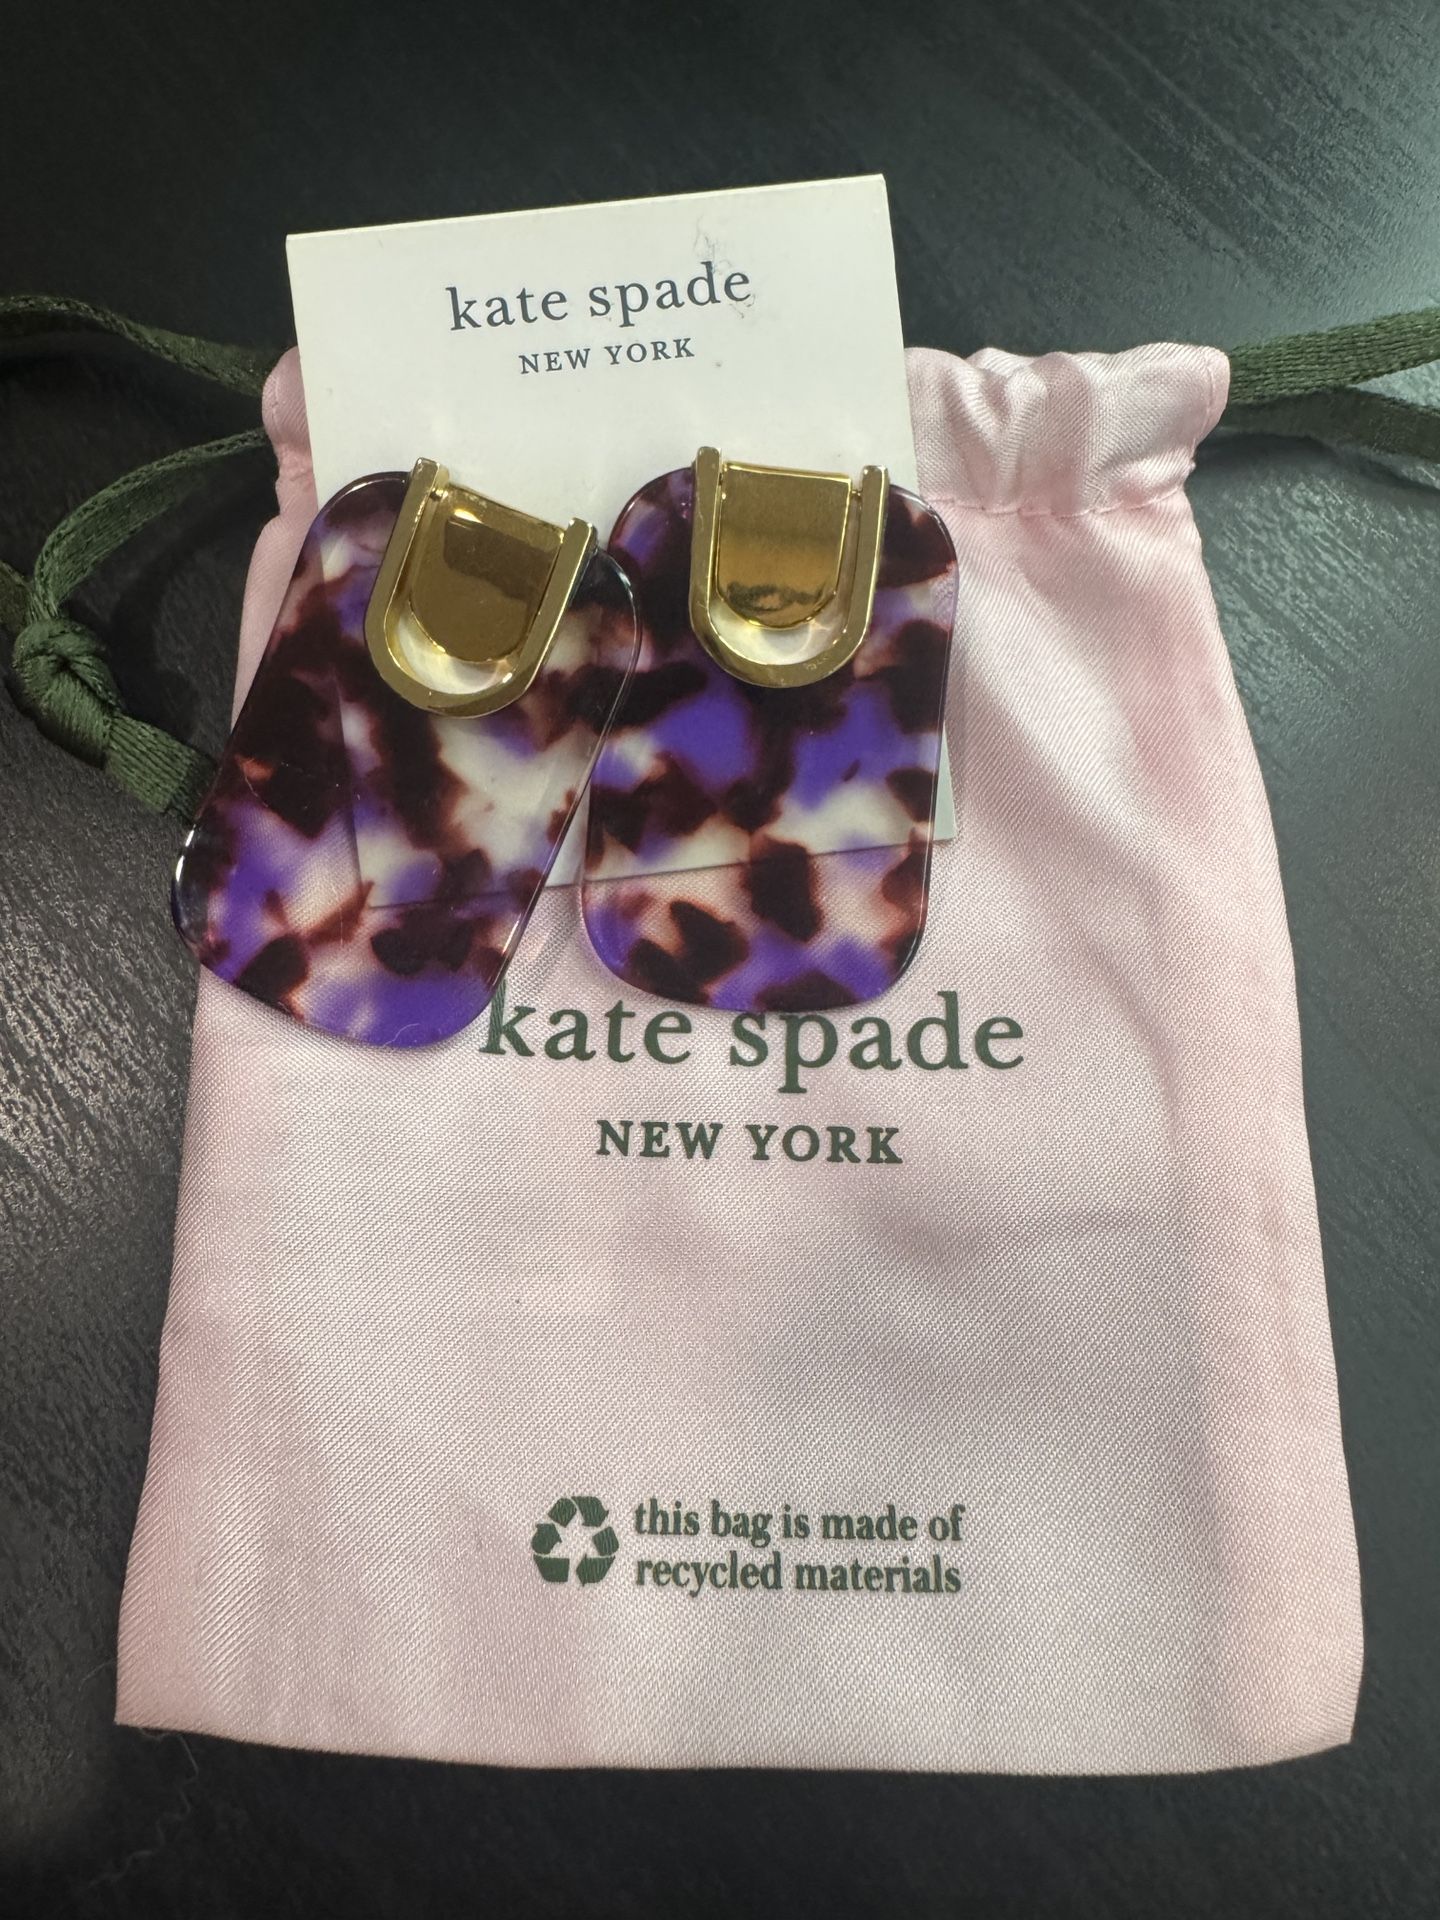 kate spade
NEW YORK
kate spade
NEW YORK
this bag is made of
recycled materials